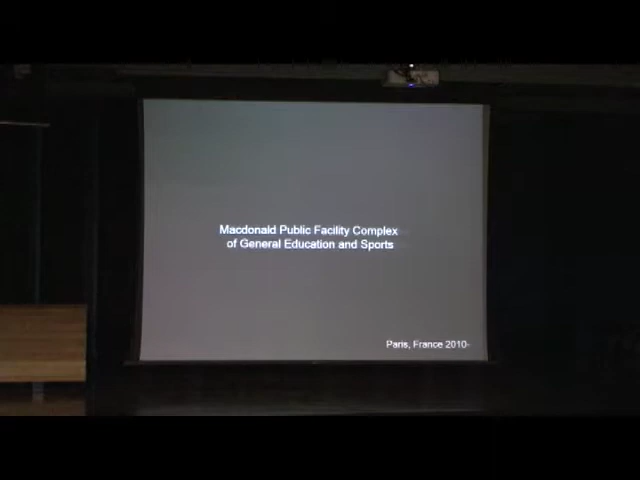 Macdonald Public Facility Complex
of General Education and Sports
Paris, France 2010-